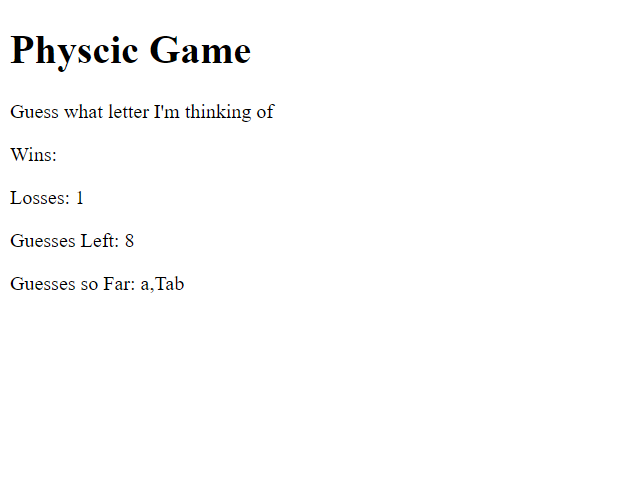 Physcic Game
Guess what letter I'm thinking of
Wins:
Losses: 1
Guesses Left: 8
Guesses so Far: a,Tab